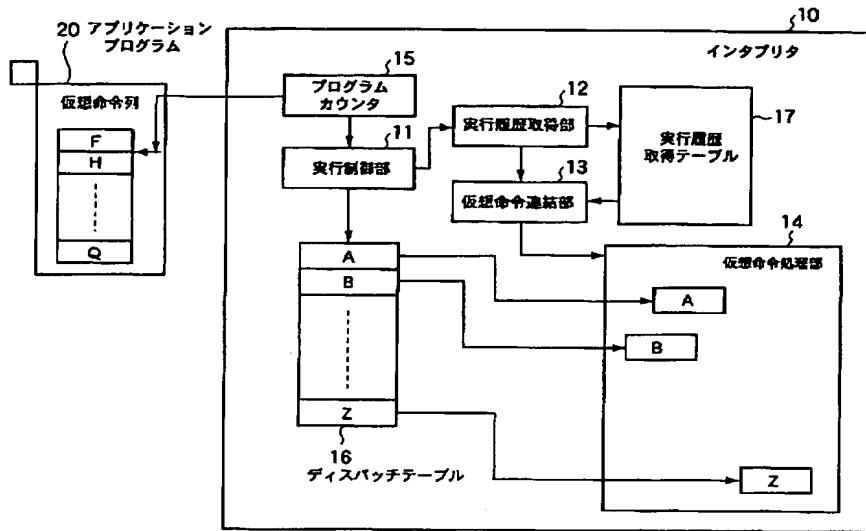 10
インタプリタ
20
アプリケーション
プログラム
仮想命令列
F
H
Q
15
プログラム
カウンタ
11
実行制御部
12
実行履歴取得部
13
仮想命令連結部
17
実行履歴
取得テーブル
A
B
Z
16
ディスパッチテーブル
14
仮想命令処理部
A
B
Z